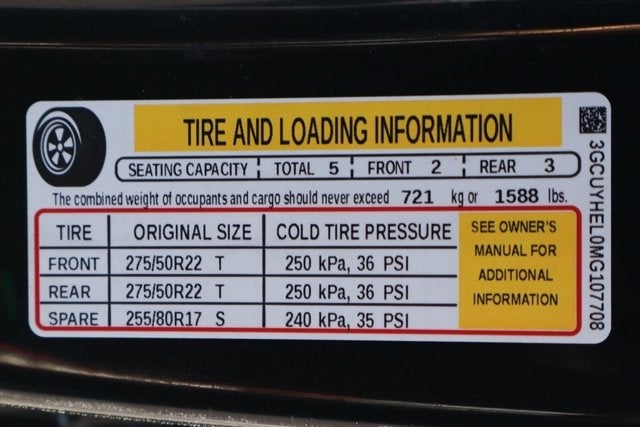 TIRE AND LOADING INFORMATION
SEATING CAPACITY TOTAL 5 FRONT 2 REAR 3
The combined weight of occupants and cargo should never exceed 721 kg or 1588 lbs.
TIRE ORIGINAL SIZE COLD TIRE PRESSURE
FRONT 275/50R22 T 250 kPa, 36 PSI
REAR 275/50R22 T 250 kPa, 36 PSI
SPARE 255/80R17 S 240 kPa, 35 PSI
SEE OWNER'S
MANUAL FOR
ADDITIONAL
INFORMATION
3GCUYHEL0MG107708